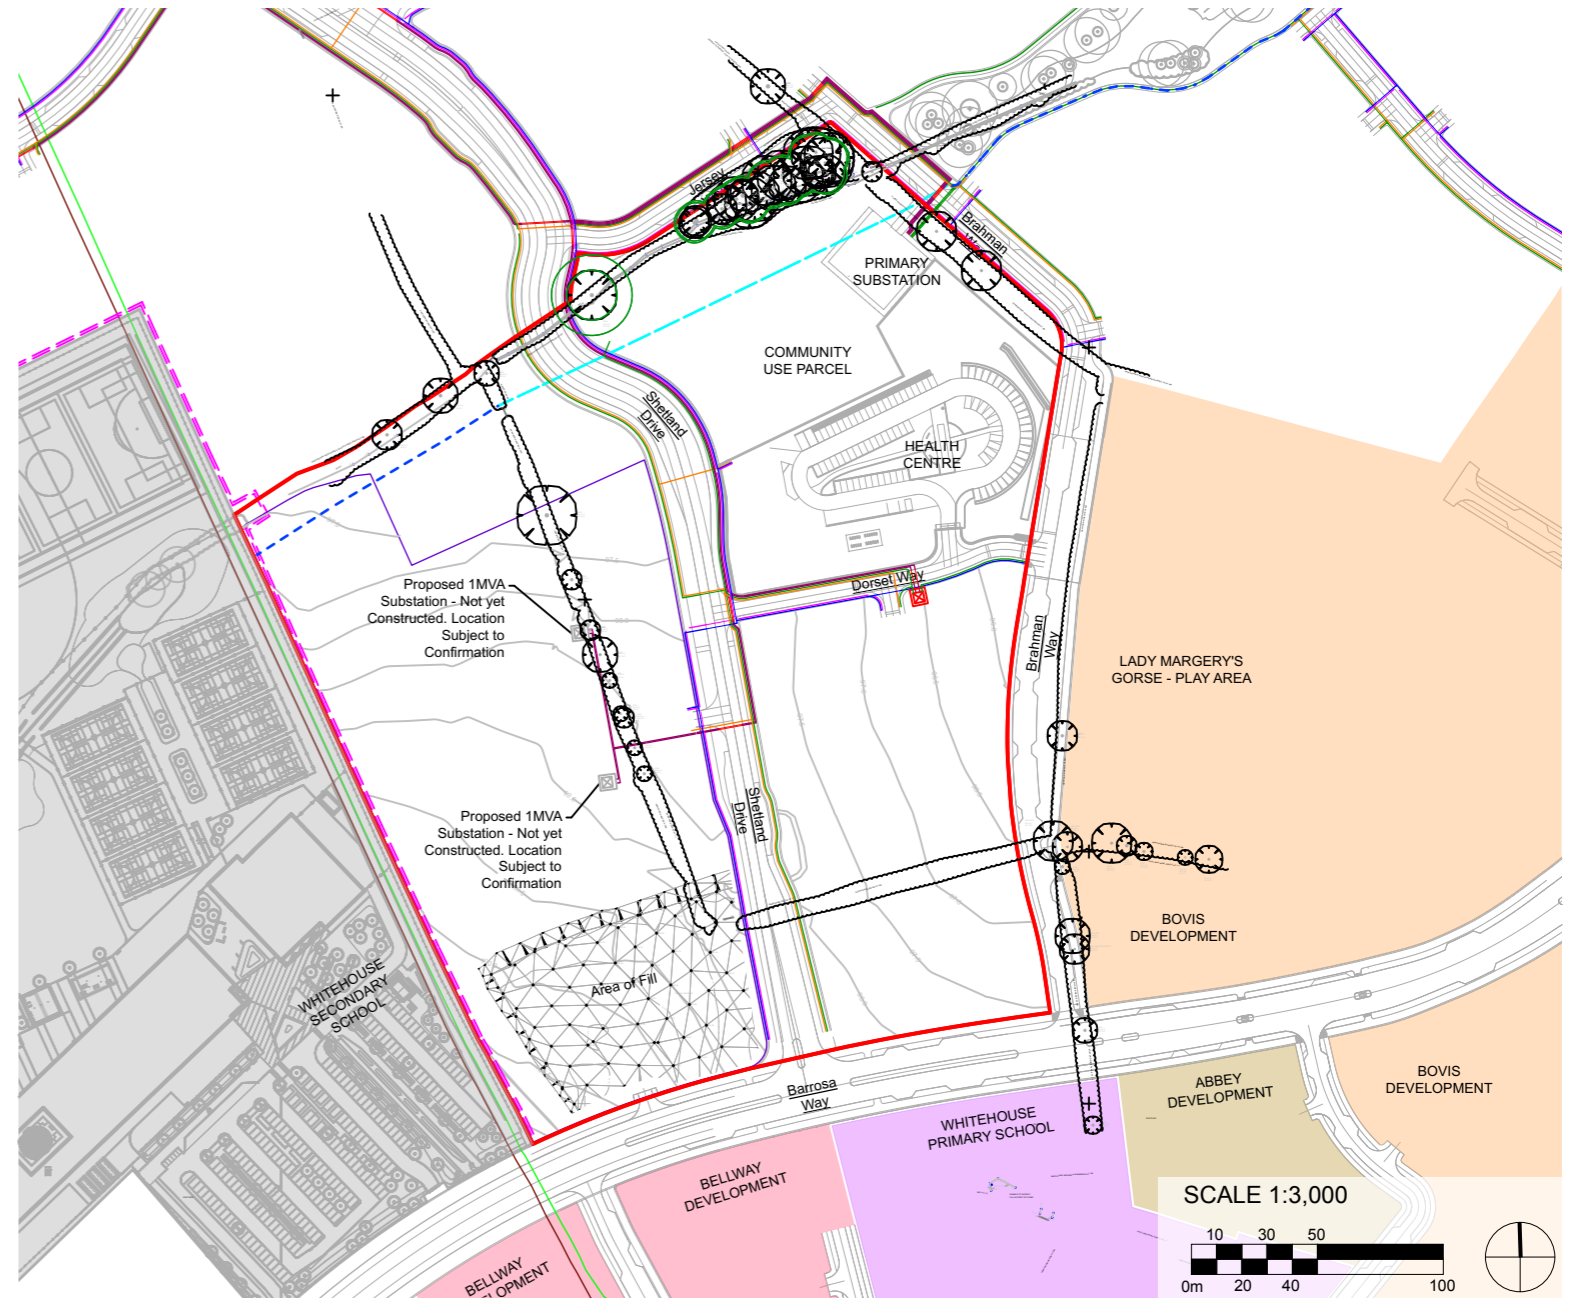 Jersey
Brahman
PRIMARY
SUBSTATION
COMMUNITY
USE PARCEL
Shetland
Drive
HEALTH
CENTRE
Proposed 1MVA
Substation - Not yet
Constructed. Location
Subject to
Confirmation
Dorset Way
Brahman
Way
LADY MARGERY'S
GORSE - PLAY AREA
Proposed 1MVA
Substation - Not yet
Constructed. Location
Subject to
Confirmation
Shetland
Drive
BOVIS
DEVELOPMENT
WHITEHOUSE
SECONDARY
SCHOOL
Area of Fill
Barrosa
Way
ABBEY
DEVELOPMENT
BOVIS
DEVELOPMENT
WHITEHOUSE
PRIMARY SCHOOL
BELLWAY
DEVELOPMENT
BELLWAY
SCALE 1:3,000
10 30 50
0m 20 40 100